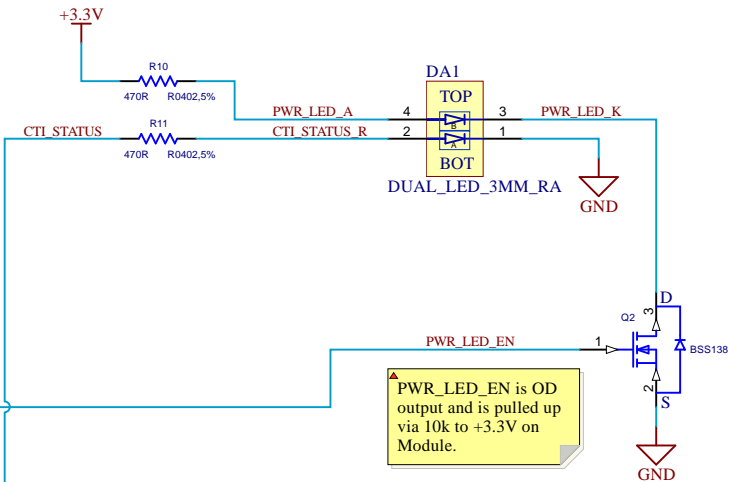 +3.3V
R10
470R R0402,5%
DA1
TOP
PWR_LED_A 4 3 PWR_LED_K
B
CTI_STATUS
R11
470R R0402,5%
CTI_STATUS_R 2 1
A
BOT
DUAL_LED_3MM_RA
GND
D
3
Q2
PWR_LED_EN 1
BSS138
2
S
PWR_LED_EN is OD
output and is pulled up
via 10k to +3.3V on
Module.
GND